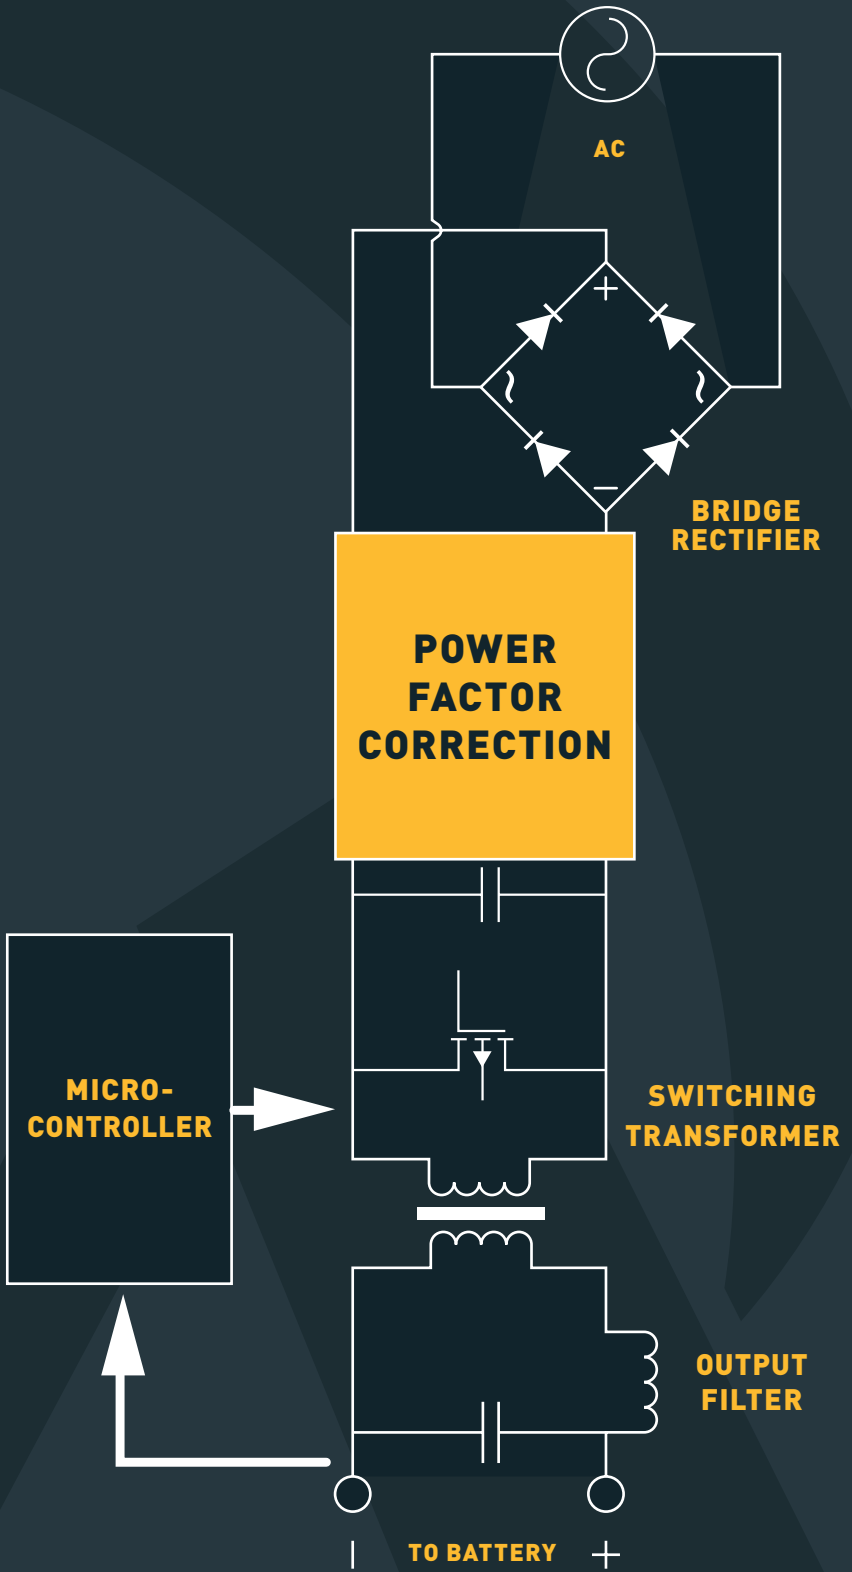 AC
BRIDGE
RECTIFIER
POWER
FACTOR
CORRECTION
MICRO-
CONTROLLER
SWITCHING
TRANSFORMER
OUTPUT
FILTER
TO BATTERY